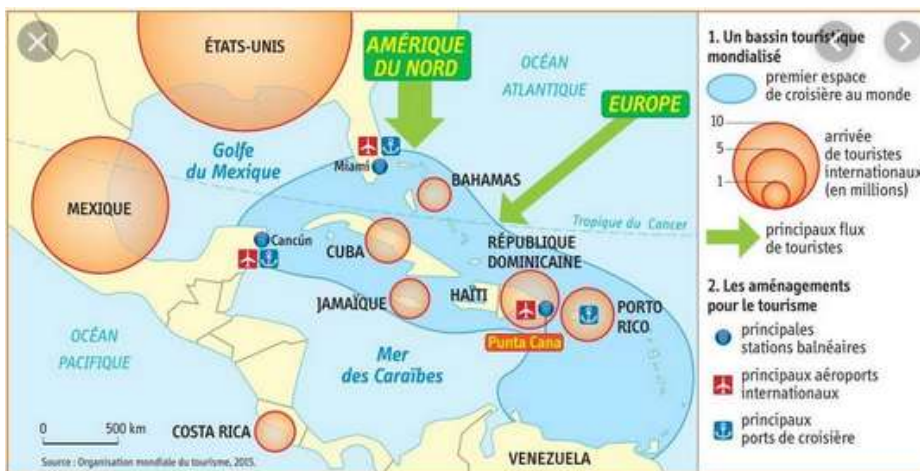 ÉTATS-UNIS
AMÉRIQUE
DU NORD
OCÉAN
ATLANTIQUE
EUROPE
Golfe
du Mexique
Miami
BAHAMAS
MEXIQUE
Tropique du Cancer
Cancún
CUBA
RÉPUBLIQUE
DOMINICAINE
JAMAÏQUE
HAÏTI
PORTO
RICO
Punta Cana
OCÉAN
PACIFIQUE
Mer
des Caraïbes
0 500 km
COSTA RICA
VENEZUELA
Source : Organisation mondiale du tourisme, 2015.
1. Un bassin touristique
mondialisé
premier espace
de croisière au monde
10
5
1
arrivée
de touristes
internationaux
(en millions)
principaux flux
de touristes
2. Les aménagements
pour le tourisme
principales
stations balnéaires
principaux aéroports
internationaux
principaux
ports de croisière